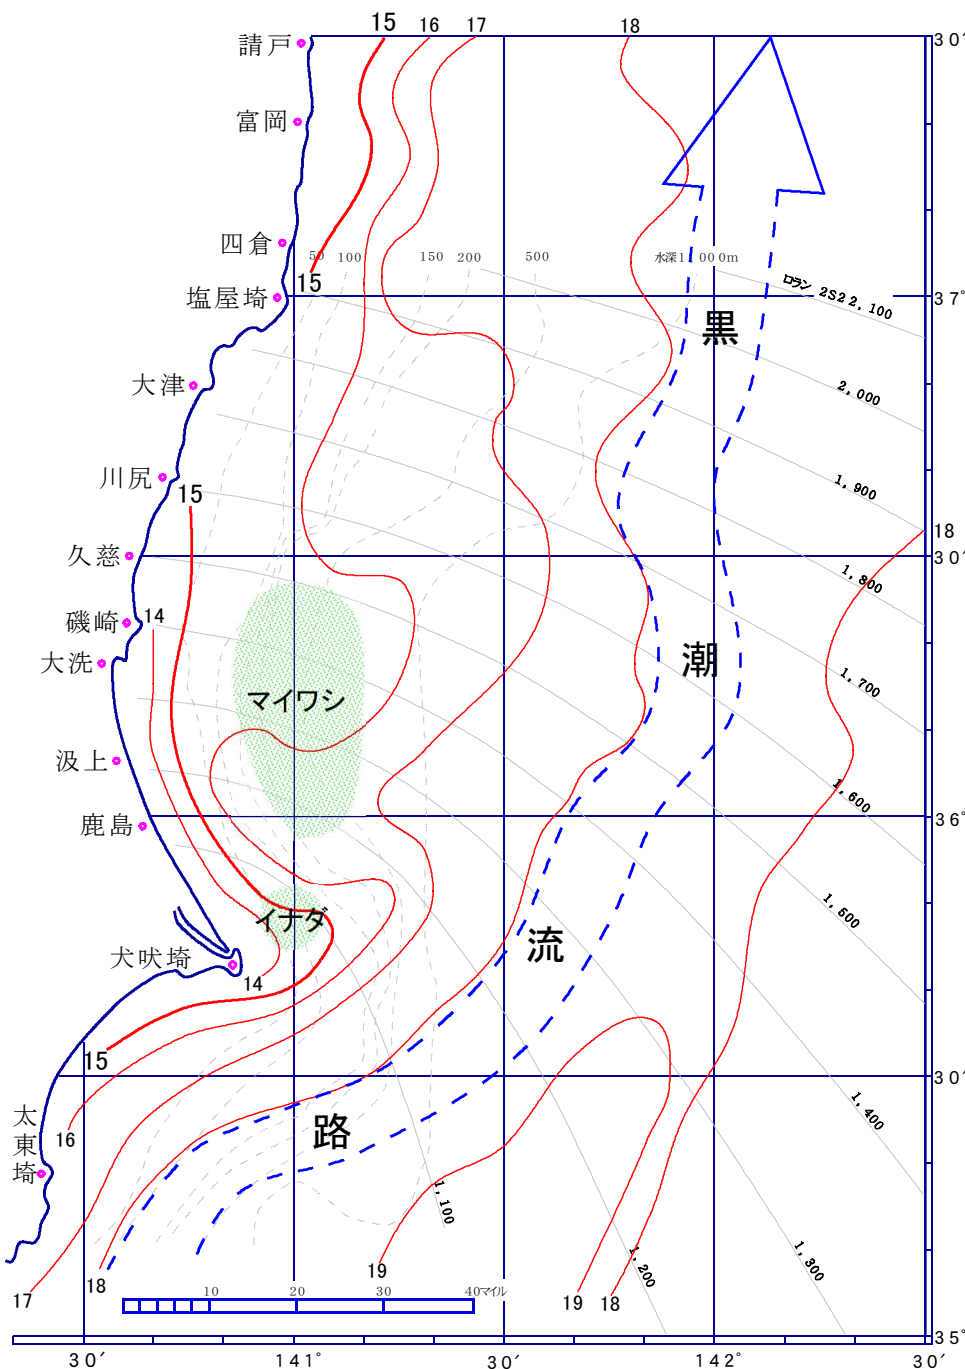 15
16
17
18
請戸
30′
富岡
四倉
50
100
150
200
500
水深1,000m
15
ロラン 2S2 2,100
塩屋埼
37°
黒
大津
2,000
川尻
15
1,900
18
久慈
30′
1,800
磯崎
14
大洗
潮
マイワシ
1,700
汲上
鹿島
1,600
36°
イナダ
1,500
流
犬吠埼
14
15
30′
太東埼
16
路
1,400
1,100
17
18
19
1,200
1,300
10
20
30
40マイル
19
18
35°
30′
141°
30′
142°
30′